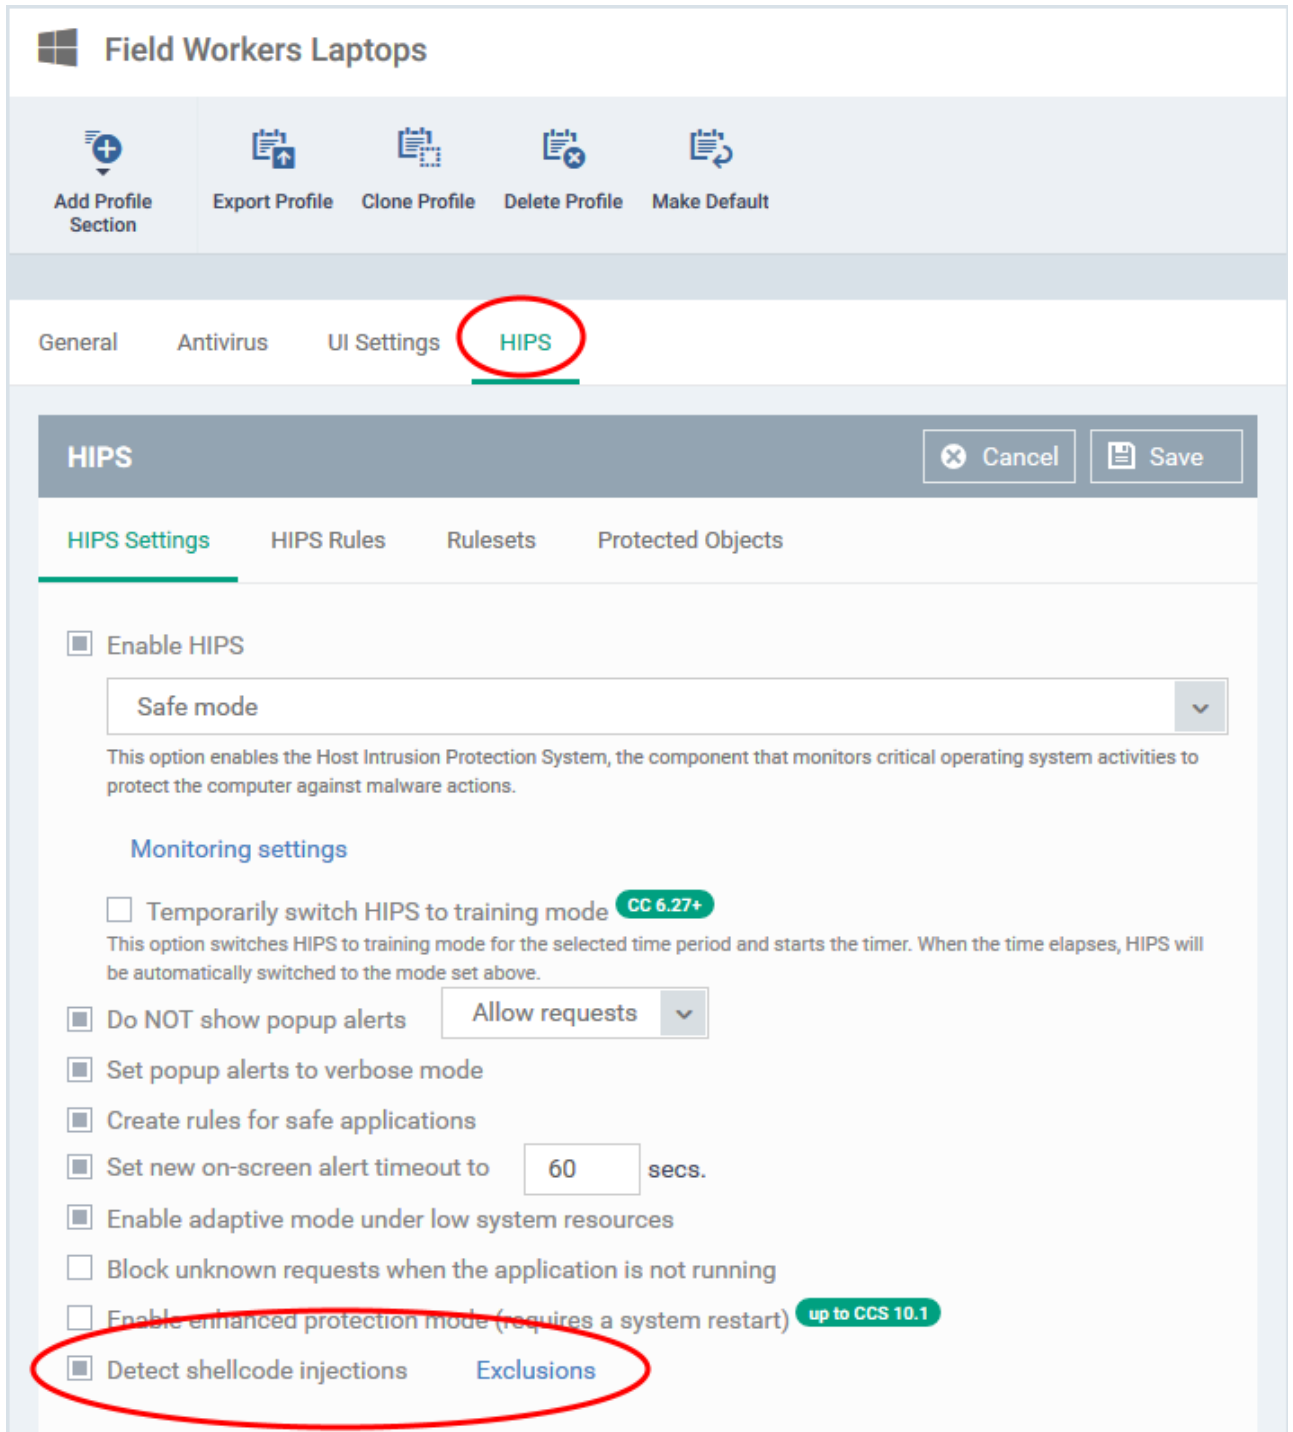 Field Workers Laptops
Add Profile Section
Export Profile
Clone Profile
Delete Profile
Make Default
General
Antivirus
UI Settings
HIPS
HIPS
Cancel
Save
HIPS Settings
HIPS Rules
Rulesets
Protected Objects
Enable HIPS
Safe mode
This option enables the Host Intrusion Protection System, the component that monitors critical operating system activities to
protect the computer against malware actions.
Monitoring settings
Temporarily switch HIPS to training mode CC 6.27+
This option switches HIPS to training mode for the selected time period and starts the timer. When the time elapses, HIPS will
be automatically switched to the mode set above.
Do NOT show popup alerts Allow requests
Set popup alerts to verbose mode
Create rules for safe applications
Set new on-screen alert timeout to 60 secs.
Enable adaptive mode under low system resources
Block unknown requests when the application is not running
Enable enhanced protection mode (requires a system restart) up to CCS 10.1
Detect shellcode injections Exclusions